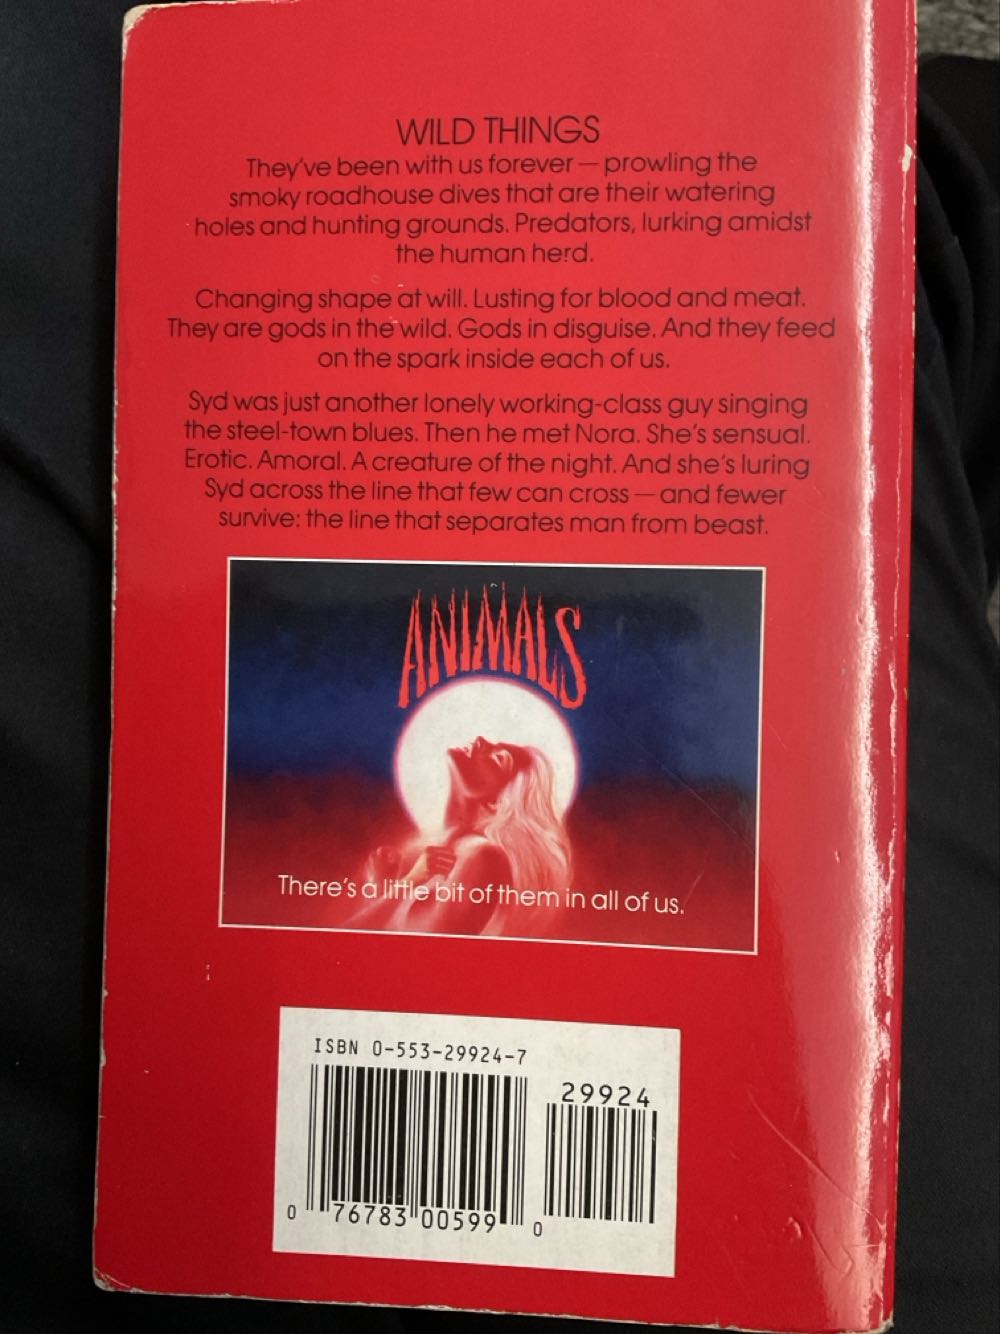 WILD THINGS
They've been with us forever — prowling the
smoky roadhouse dives that are their watering
holes and hunting grounds. Predators, lurking amidst
the human herd.
Changing shape at will. Lusting for blood and meat.
They are gods in the wild. Gods in disguise. And they feed
on the spark inside each of us.
Syd was just another lonely working-class guy singing
the steel-town blues. Then he met Nora. She's sensual.
Erotic. Amoral. A creature of the night. And she's luring
Syd across the line that few can cross — and fewer
survive: the line that separates man from beast.
ANIMALS
There's a little bit of them in all of us.
ISBN 0-553-29924-7
29924
0 76783 00599 0